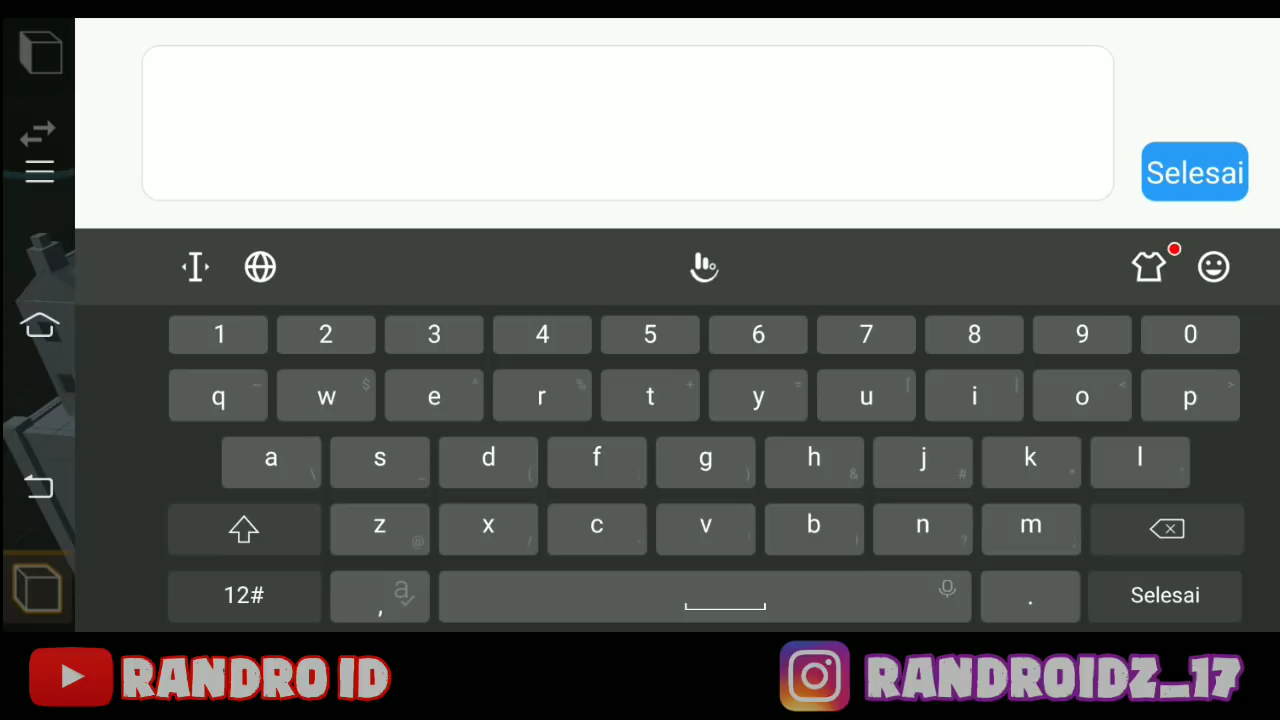 Selesai
1 2 3 4 5 6 7 8 9 0
q w e r t y u i o p
a s d f g h j k l
z x c v b n m
12# , . Selesai
RANDRO ID
RANDROIDZ_17